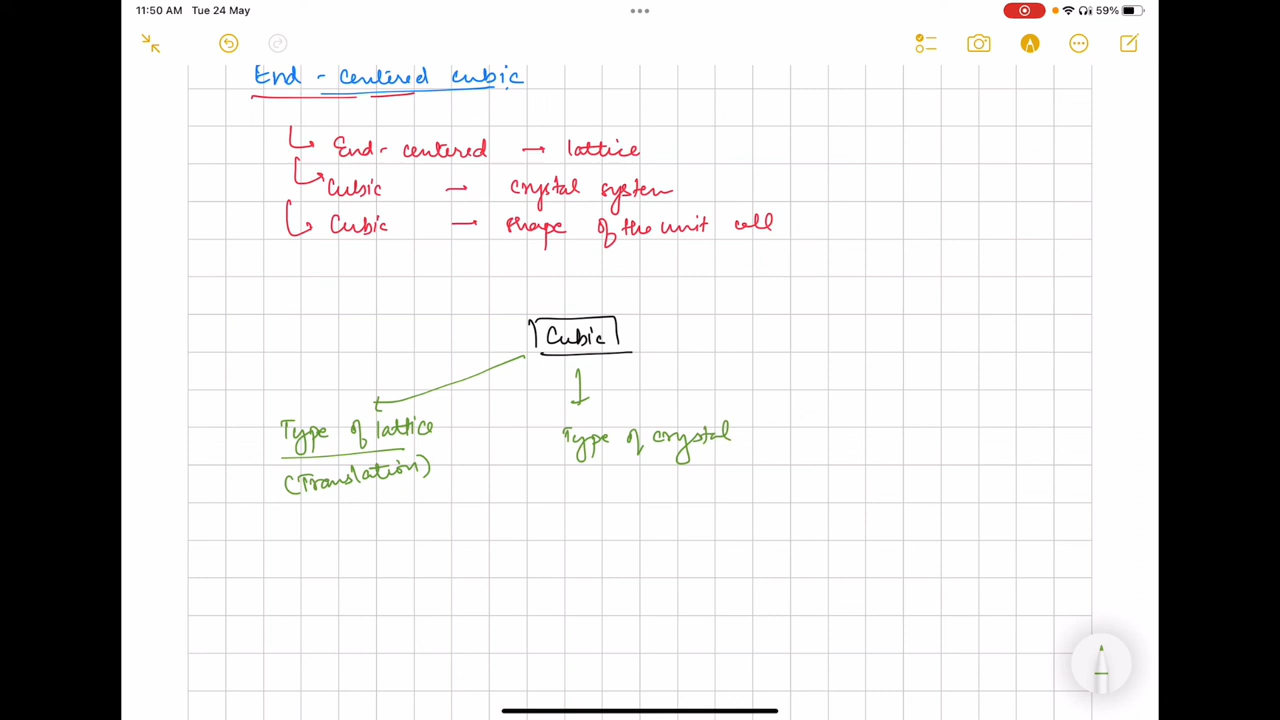 11:50 AM Tue 24 May
59%
End - centered cubic
End - centered → lattice
Cubic → crystal system
Cubic — shape of the unit cell
Cubic
Type of lattice
(Translation)
Type of crystal